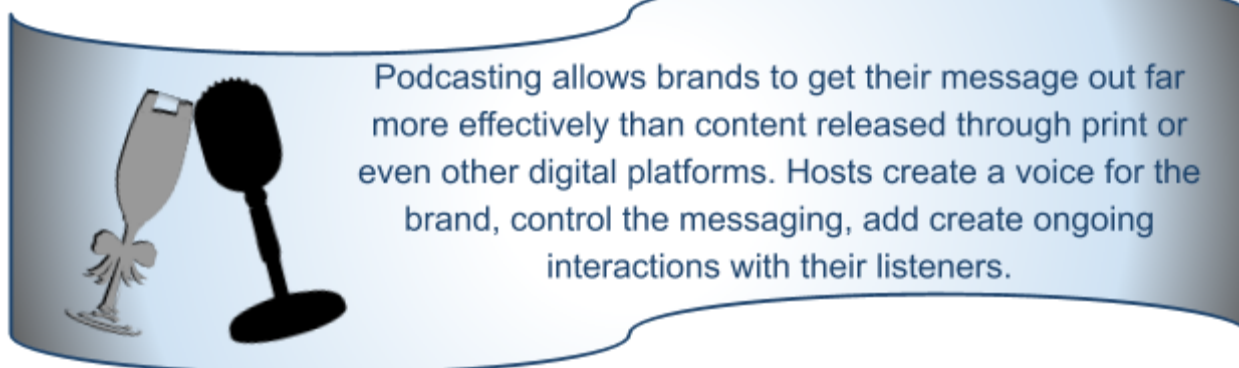 Podcasting allows brands to get their message out far
more effectively than content released through print or
even other digital platforms. Hosts create a voice for the
brand, control the messaging, add create ongoing
interactions with their listeners.